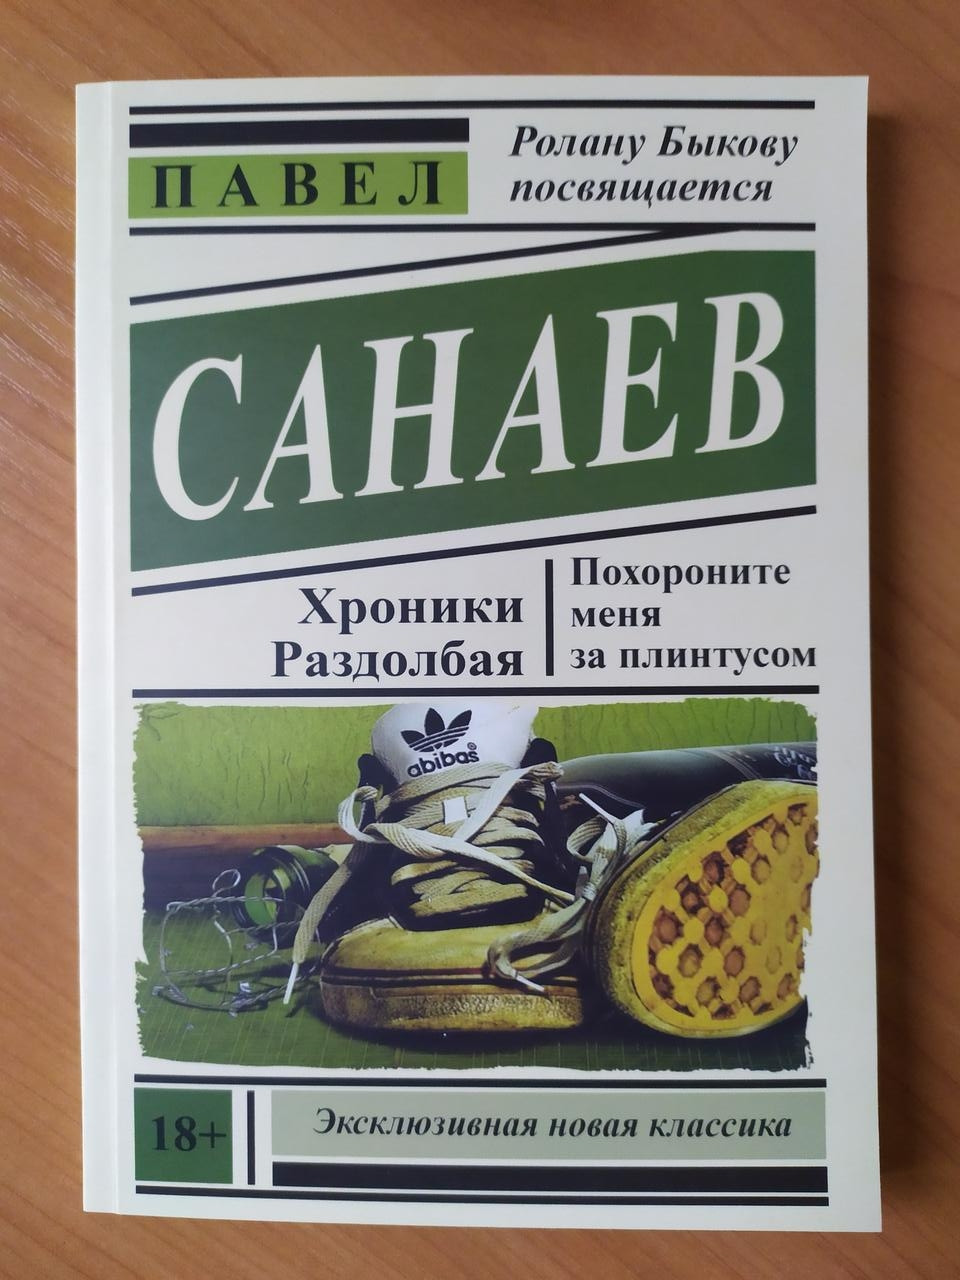 ПАВЕЛ
Ролану Быкову
посвящается
САНАЕВ
Хроники
Раздолбая
Похороните
меня
за плинтусом
abibas®
18+
Эксклюзивная новая классика